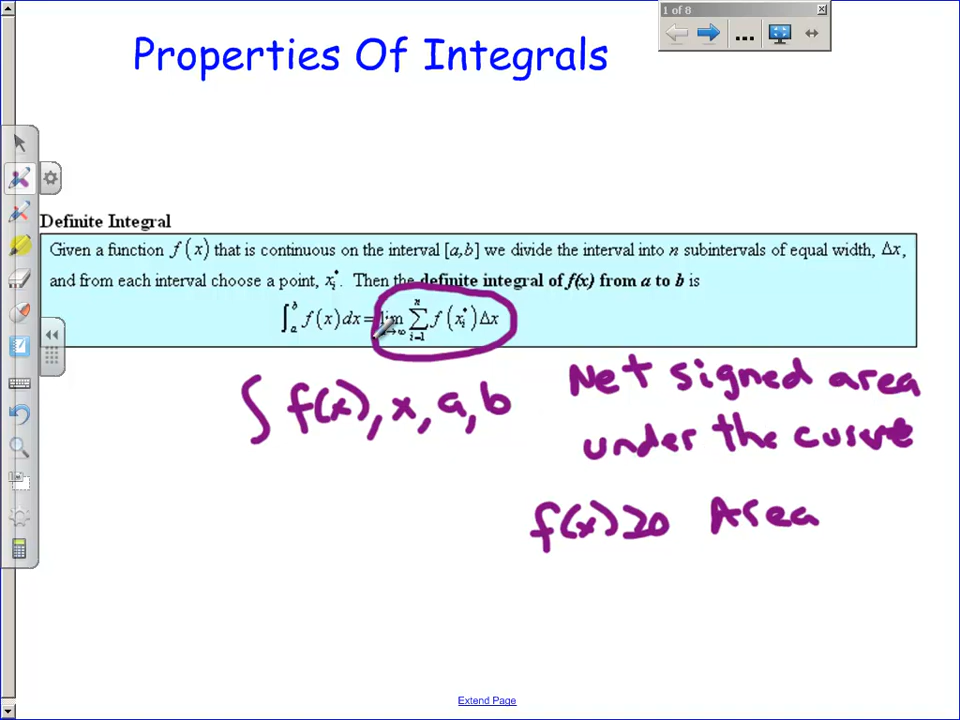 1 of 8
Properties Of Integrals
Definite Integral
Given a function f(x) that is continuous on the interval [a,b] we divide the interval into n subintervals of equal width, Δx,
and from each interval choose a point, xᵢ*. Then the definite integral of f(x) from a to b is
∫ₐᵇ f(x)dx = lim n→∞ ∑ᵢ₌₁ⁿ f(xᵢ*)Δx
∫ f(x), x, a, b
Net signed area
under the curve
f(x)≥0 Area
Extend Page